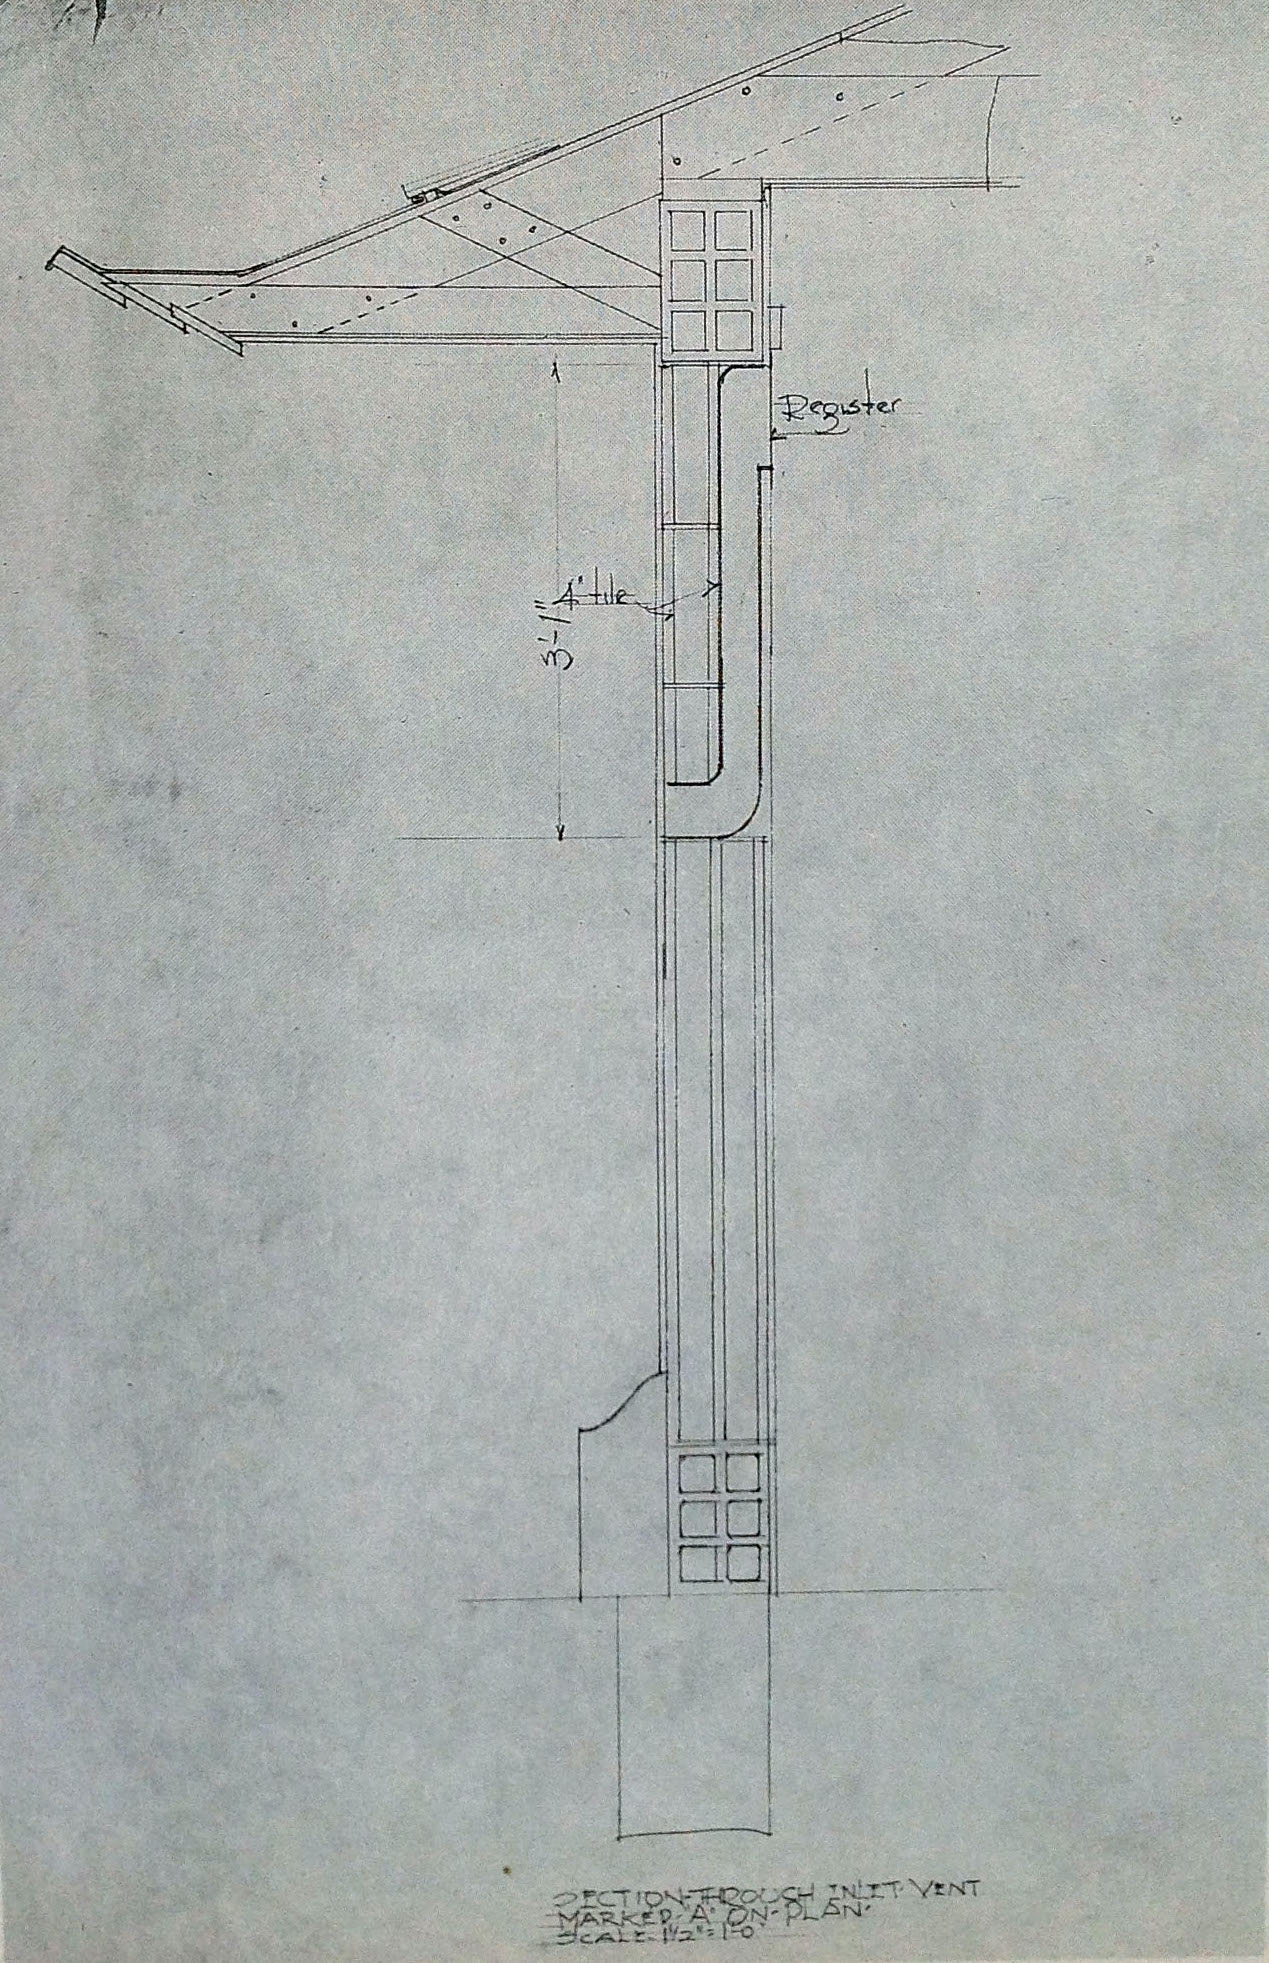 Register
4" tile
3'-1"
SECTION-THROUGH INLET-VENT
MARKED-"A" ON-PLAN-
SCALE-1½"=1-0"